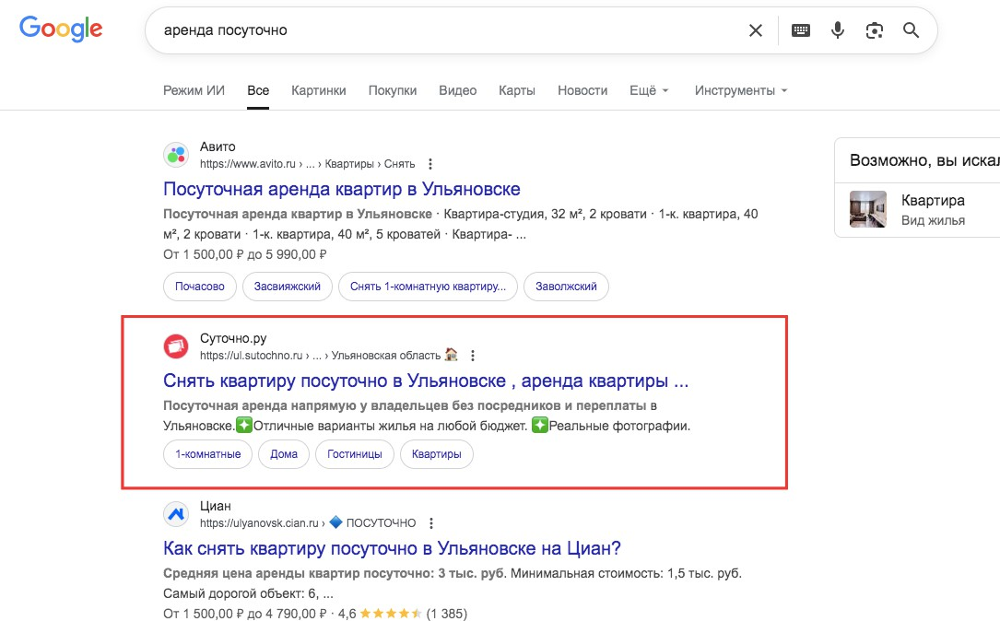 Google
аренда посуточно
Режим ИИ Все Картинки Покупки Видео Карты Новости Ещё Инструменты
Авито
https://www.avito.ru › ... › Квартиры › Снять
Посуточная аренда квартир в Ульяновске
Посуточная аренда квартир в Ульяновске · Квартира-студия, 32 м², 2 кровати · 1-к. квартира, 40
м², 2 кровати · 1-к. квартира, 40 м², 5 кроватей · Квартира- ...
От 1 500,00 ₽ до 5 990,00 ₽
Почасово Засвияжский Снять 1-комнатную квартиру... Заволжский
Возможно, вы искал
Квартира
Вид жилья
Суточно.ру
https://ul.sutochno.ru › ... › Ульяновская область 🏠
Снять квартиру посуточно в Ульяновске , аренда квартиры ...
Посуточная аренда напрямую у владельцев без посредников и переплаты в
Ульяновске.❇️Отличные варианты жилья на любой бюджет. ❇️Реальные фотографии.
1-комнатные Дома Гостиницы Квартиры
Циан
https://ulyanovsk.cian.ru › 🔷 ПОСУТОЧНО
Как снять квартиру посуточно в Ульяновске на Циан?
Средняя цена аренды квартир посуточно: 3 тыс. руб. Минимальная стоимость: 1,5 тыс. руб.
Самый дорогой объект: 6, ...
От 1 500,00 ₽ до 4 790,00 ₽ · 4,6 (1 385)